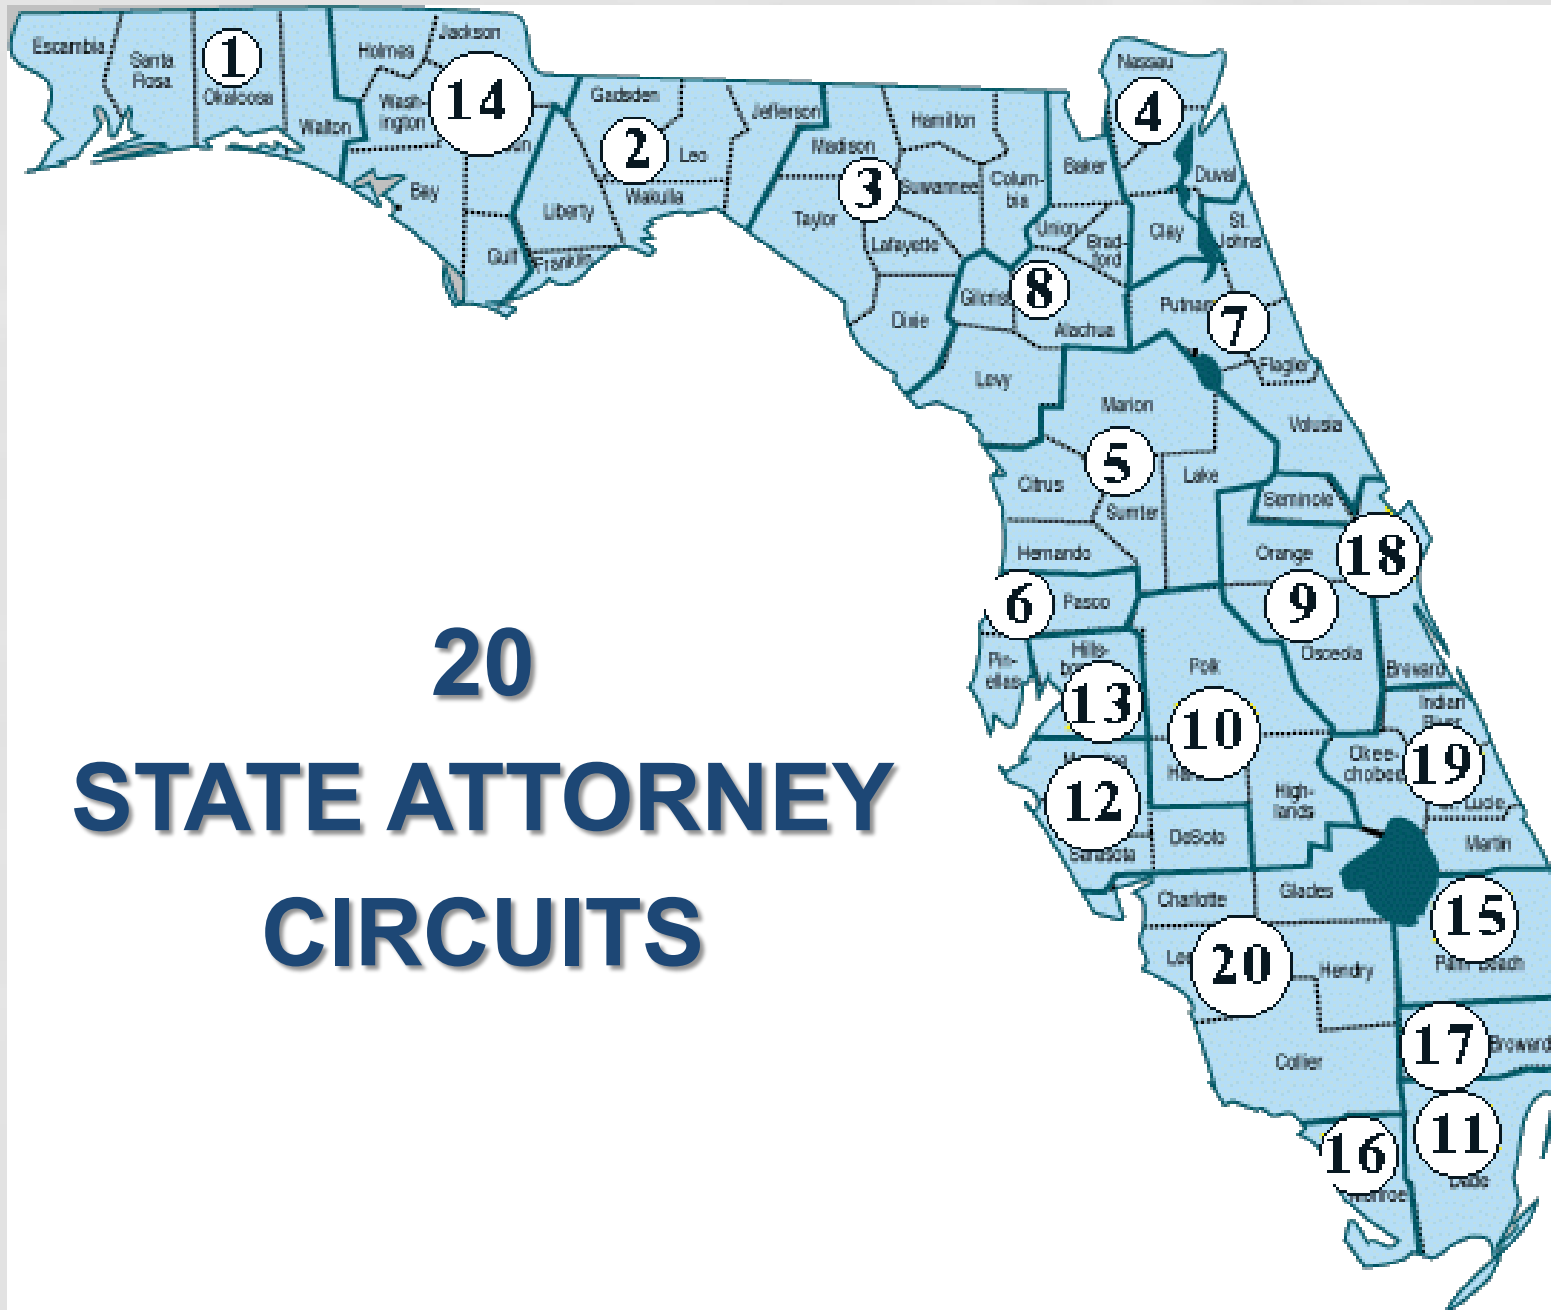 Escambia
Santa
Rosa
1
Okaloosa
Walton
Holmes
Jackson
Wash-
ington
14
Bay
Gulf
Gadsden
2
Leo
Liberty
Wakulla
Franklin
Jefferson
Madison
Hamilton
3
Suwannee
Taylor
Lafayette
Dixie
Colum-
bia
Baker
Nassau
4
Duval
Union
Brad-
ford
Clay
St.
Johns
8
Alachua
7
Flagler
Levy
Marion
Volusia
5
Citrus
Lake
Sumter
Seminole
Hernando
Orange
18
6
Pasco
9
Osceola
Pin-
ellas
Hills-
Polk
Brevard
13
10
Indian
River
Okee-
chobee
19
12
High-
lands
Lucie
Sarasota
DeSoto
Martin
Charlotte
Glades
15
Palm Beach
20
Hendry
17
Broward
Collier
16
11
Dade
20
STATE ATTORNEY
CIRCUITS